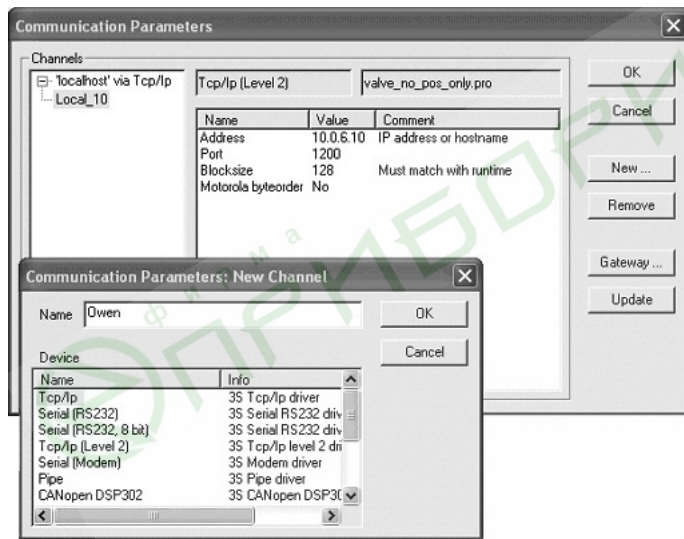 Communication Parameters
Channels
'localhost' via Tcp/Ip
Local_10
Tcp/Ip (Level 2)
valve_no_pos_only.pro
Name Value Comment
Address 10.0.6.10 IP address or hostname
Port 1200
Blocksize 128 Must match with runtime
Motorola byteorder No
OK
Cancel
New ...
Remove
Gateway ...
Update
Communication Parameters: New Channel
Name Owen
OK
Cancel
Device
Name Info
Tcp/Ip 3S Tcp/Ip driver
Serial (RS232) 3S Serial RS232 driv
Serial (RS232, 8 bit) 3S Serial RS232 driv
Tcp/Ip (Level 2) 3S Tcp/Ip level 2 dri
Serial (Modem) 3S Modem driver
Pipe 3S Pipe driver
CANopen DSP302 3S CANopen DSP30
фирма
ПРИБОРИ